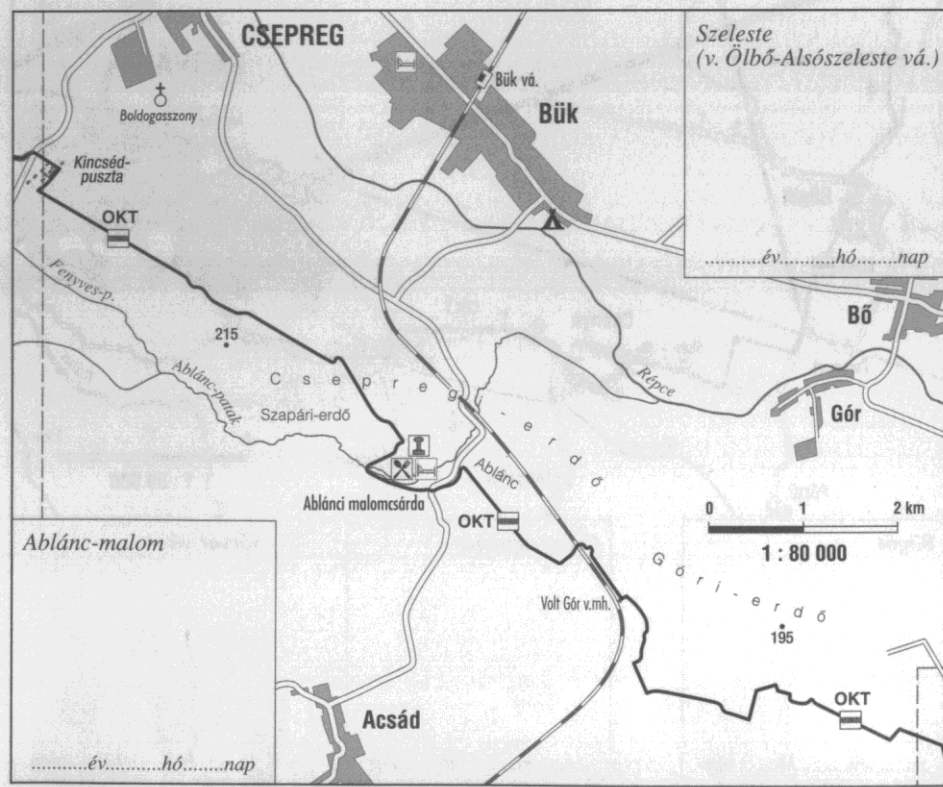 CSEPREG
Szeleste
(v. Ölbő-Alsószeleste vá.)
Bük vá.
Bük
Boldogasszony
Kincséd-
puszta
OKT
..........év..........hó........nap
Fenyves-p.
Bő
215
Ablánc-patak
Répce
Csepreg-erdő
Gór
Szapári-erdő
Ablánc
Ablánci malomcsárda
0 1 2 km
OKT
1 : 80 000
Ablánc-malom
Góri-erdő
Volt Gór v.mh.
195
OKT
Acsád
..........év..........hó........nap